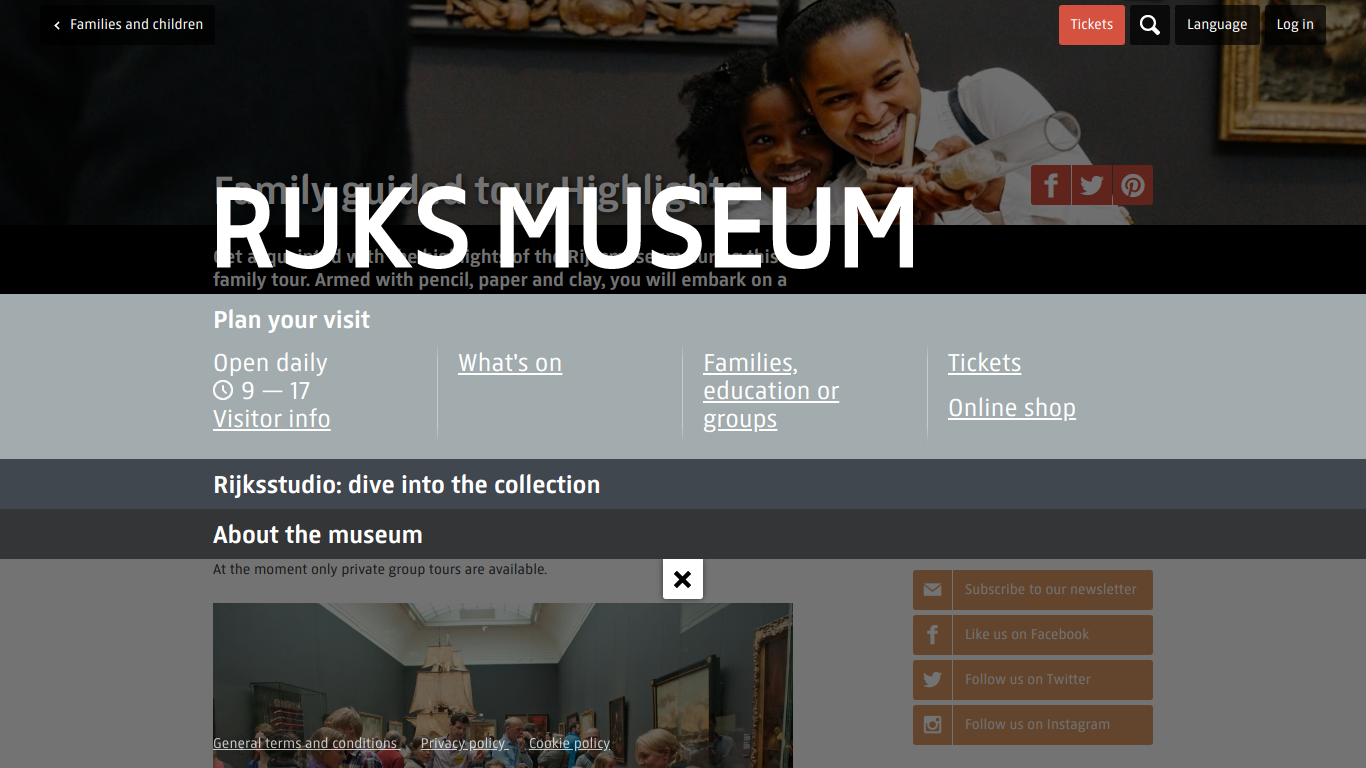 Families and children
Tickets
Language
Log in
Family guided tour Highlights
RIJKS MUSEUM
Get acquainted with the highlights of the Rijksmuseum during this
family tour. Armed with pencil, paper and clay, you will embark on a
Plan your visit
Open daily
9 — 17
Visitor info
What's on
Families,
education or
groups
Tickets
Online shop
Rijksstudio: dive into the collection
About the museum
At the moment only private group tours are available.
Subscribe to our newsletter
Like us on Facebook
Follow us on Twitter
Follow us on Instagram
General terms and conditions Privacy policy Cookie policy